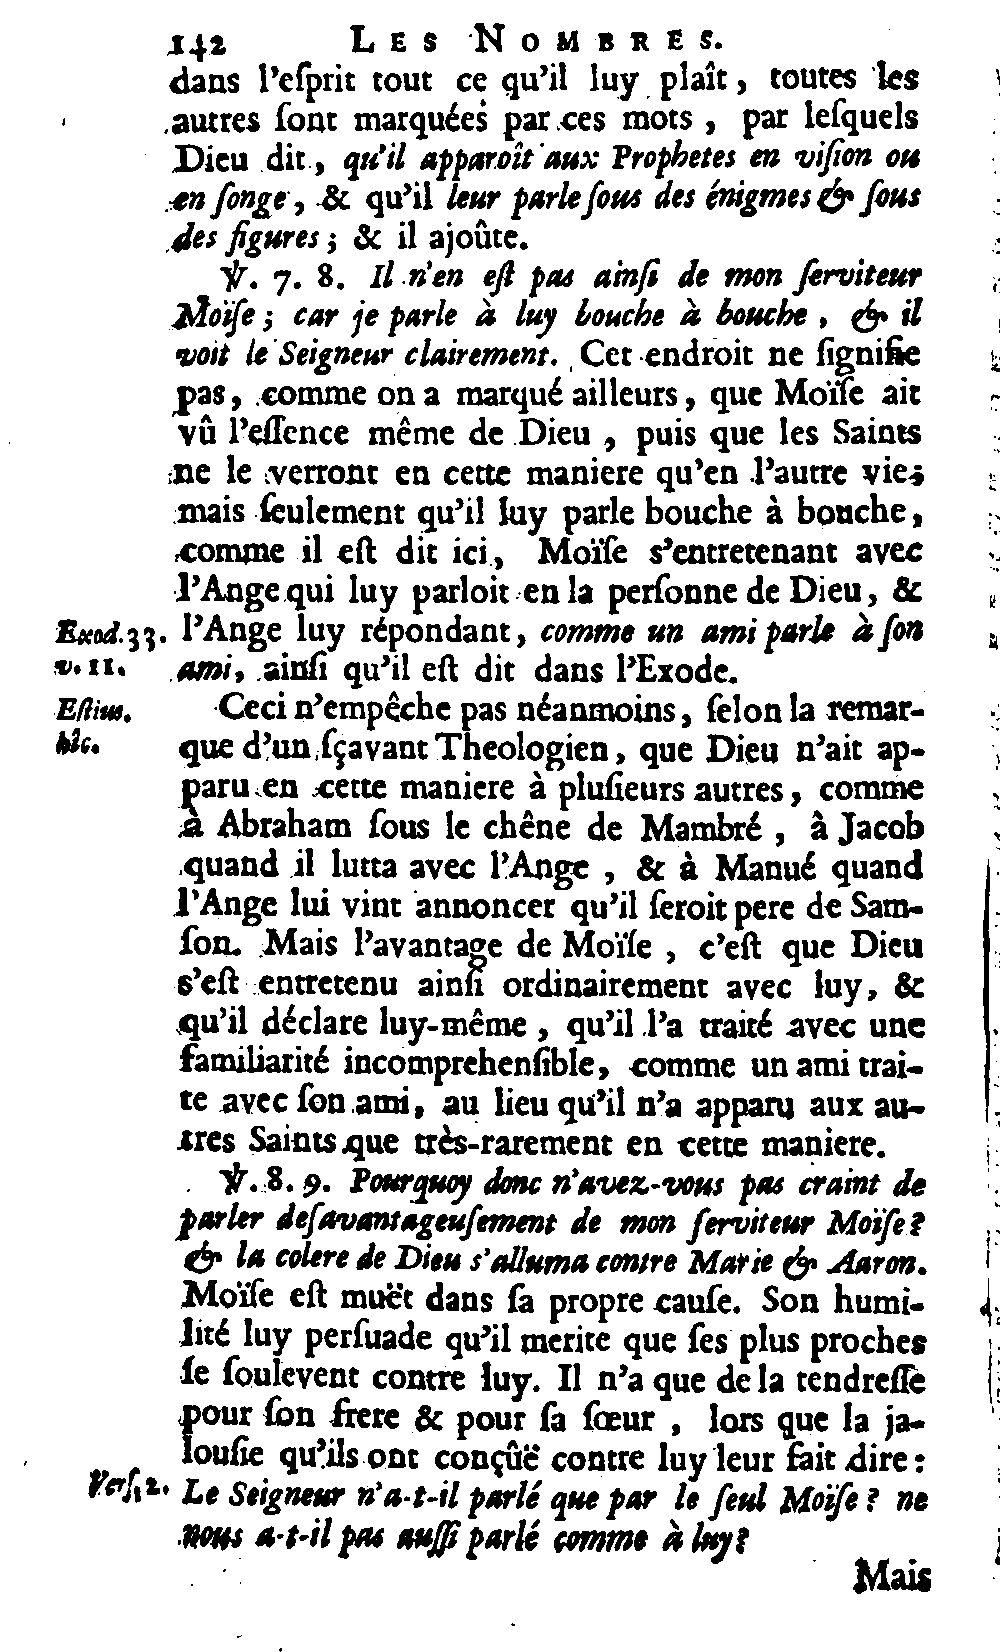 142 LES NOMBRES.
dans l'eſprit tout ce qu'il luy plaît, toutes les
autres ſont marquées par ces mots, par leſquels
Dieu dit, qu'il apparoît aux Prophetes en viſion ou
en ſonge, & qu'il leur parle ſous des énigmes & ſous
des figures; & il ajoûte.
℣. 7. 8. Il n'en eſt pas ainſi de mon ſerviteur
Moïſe; car je parle à luy bouche à bouche, & il
voit le Seigneur clairement. Cet endroit ne ſignifie
pas, comme on a marqué ailleurs, que Moïſe ait
vû l'eſſence même de Dieu, puis que les Saints
ne le verront en cette maniere qu'en l'autre vie;
mais ſeulement qu'il luy parle bouche à bouche,
comme il eſt dit ici, Moïſe s'entretenant avec
l'Ange qui luy parloit en la perſonne de Dieu, &
Exod. 33. l'Ange luy répondant, comme un ami parle à ſon
v. 11. ami, ainſi qu'il eſt dit dans l'Exode.
Eſtius. Ceci n'empêche pas néanmoins, ſelon la remar-
hîc. que d'un ſçavant Theologien, que Dieu n'ait ap-
paru en cette maniere à pluſieurs autres, comme
à Abraham ſous le chêne de Mambré, à Jacob
quand il lutta avec l'Ange, & à Manué quand
l'Ange lui vint annoncer qu'il ſeroit pere de Sam-
ſon. Mais l'avantage de Moïſe, c'eſt que Dieu
s'eſt entretenu ainſi ordinairement avec luy, &
qu'il déclare luy-même, qu'il l'a traité avec une
familiarité incomprehenſible, comme un ami trai-
te avec ſon ami, au lieu qu'il n'a apparu aux au-
tres Saints que très-rarement en cette maniere.
℣. 8. 9. Pourquoy donc n'avez-vous pas craint de
parler deſavantageuſement de mon ſerviteur Moïſe?
& la colere de Dieu s'alluma contre Marie & Aaron.
Moïſe eſt muët dans ſa propre cauſe. Son humi-
lité luy perſuade qu'il merite que ſes plus proches
ſe ſoulevent contre luy. Il n'a que de la tendreſſe
pour ſon frere & pour ſa ſœur, lors que la ja-
louſie qu'ils ont conçûë contre luy leur fait dire:
Verſ. 2. Le Seigneur n'a-t-il parlé que par le ſeul Moïſe? ne
nous a-t-il pas auſſi parlé comme à luy?
Mais